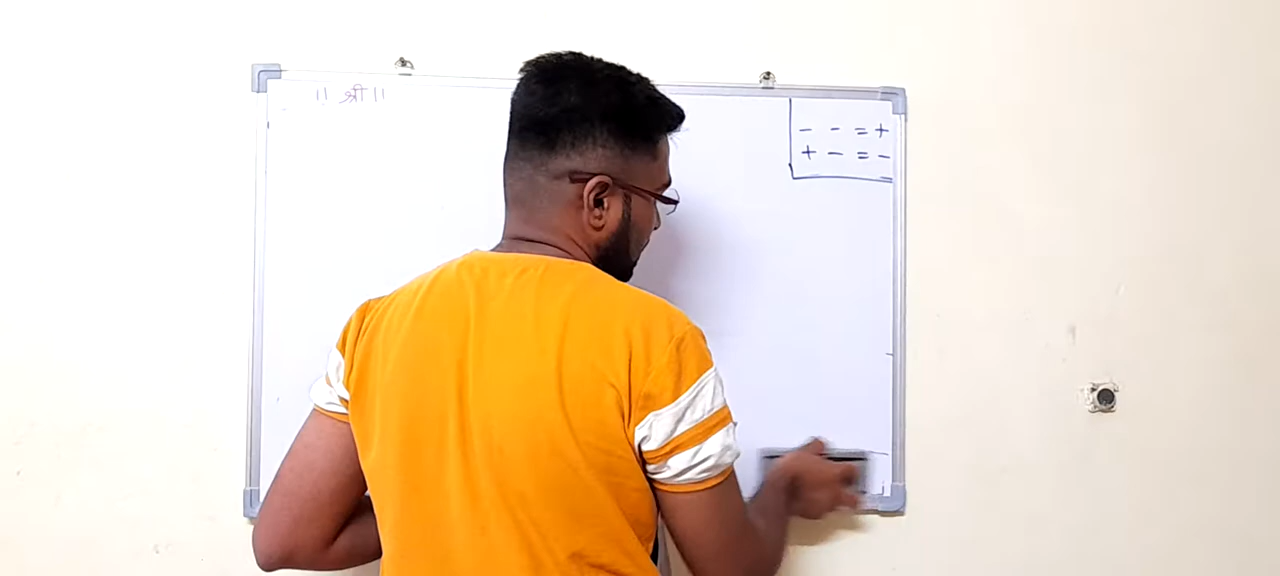 ॥ श्री ॥
- - = +
+ - = -